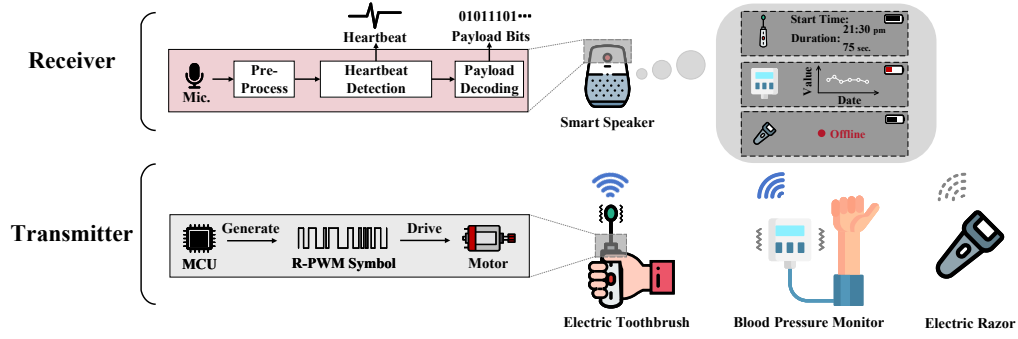 Receiver
Heartbeat
01011101···
Payload Bits
Mic.
Pre-
Process
Heartbeat
Detection
Payload
Decoding
Smart Speaker
Start Time:
21:30 pm
Duration:
75 sec.
Value
Date
Offline
Transmitter
MCU
Generate
R-PWM Symbol
Drive
Motor
Electric Toothbrush
Blood Pressure Monitor
Electric Razor